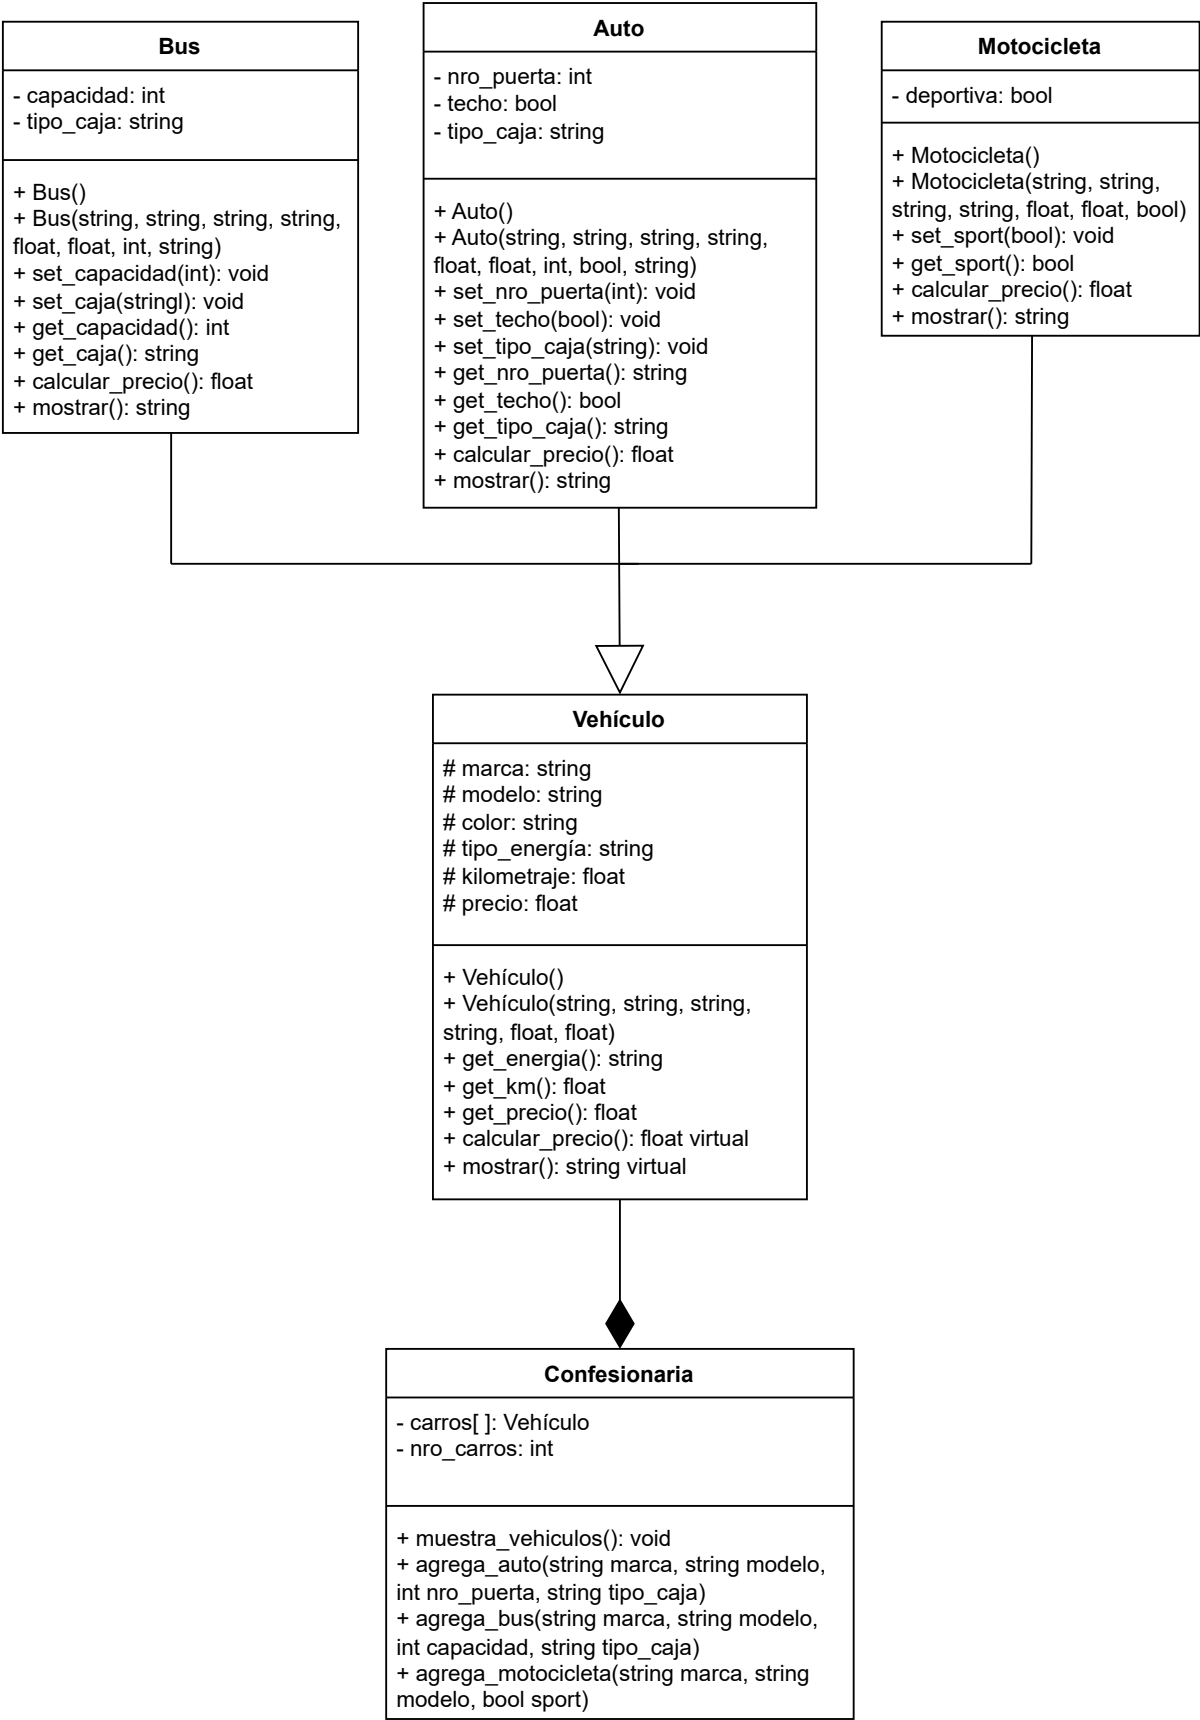 Bus
- capacidad: int
- tipo_caja: string
+ Bus()
+ Bus(string, string, string, string,
float, float, int, string)
+ set_capacidad(int): void
+ set_caja(stringl): void
+ get_capacidad(): int
+ get_caja(): string
+ calcular_precio(): float
+ mostrar(): string
Auto
- nro_puerta: int
- techo: bool
- tipo_caja: string
+ Auto()
+ Auto(string, string, string, string,
float, float, int, bool, string)
+ set_nro_puerta(int): void
+ set_techo(bool): void
+ set_tipo_caja(string): void
+ get_nro_puerta(): string
+ get_techo(): bool
+ get_tipo_caja(): string
+ calcular_precio(): float
+ mostrar(): string
Motocicleta
- deportiva: bool
+ Motocicleta()
+ Motocicleta(string, string,
string, string, float, float, bool)
+ set_sport(bool): void
+ get_sport(): bool
+ calcular_precio(): float
+ mostrar(): string
Vehículo
# marca: string
# modelo: string
# color: string
# tipo_energía: string
# kilometraje: float
# precio: float
+ Vehículo()
+ Vehículo(string, string, string,
string, float, float)
+ get_energia(): string
+ get_km(): float
+ get_precio(): float
+ calcular_precio(): float virtual
+ mostrar(): string virtual
Confesionaria
- carros[ ]: Vehículo
- nro_carros: int
+ muestra_vehiculos(): void
+ agrega_auto(string marca, string modelo,
int nro_puerta, string tipo_caja)
+ agrega_bus(string marca, string modelo,
int capacidad, string tipo_caja)
+ agrega_motocicleta(string marca, string
modelo, bool sport)